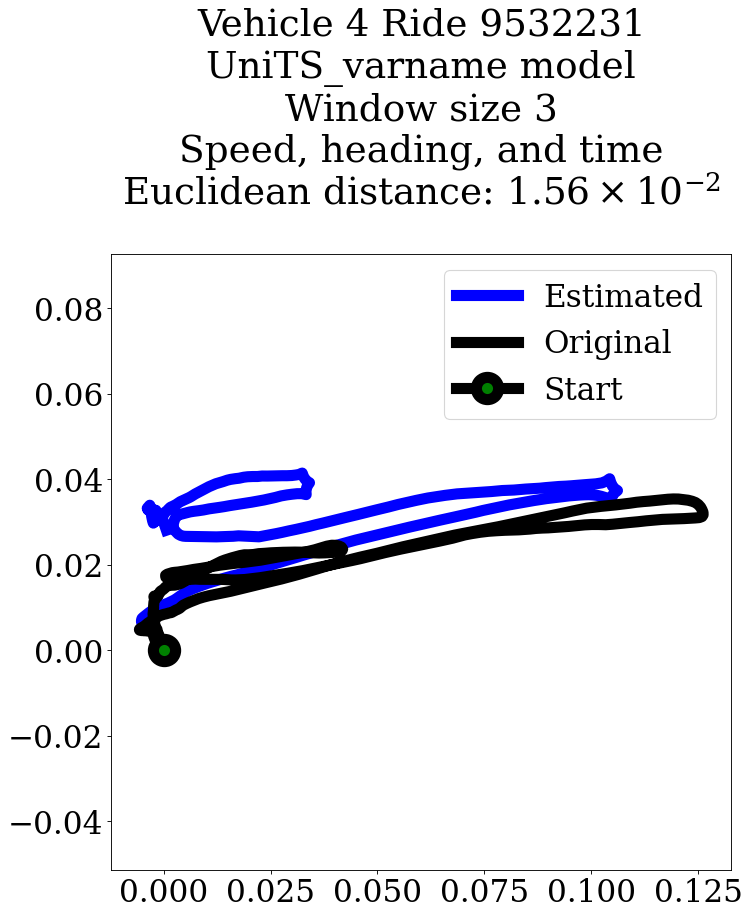 Vehicle 4 Ride 9532231
UniTS_varname model
Window size 3
Speed, heading, and time
Euclidean distance: 1.56 × 10⁻²
Estimated
Original
Start
0.08
0.06
0.04
0.02
0.00
−0.02
−0.04
0.000 0.025 0.050 0.075 0.100 0.125